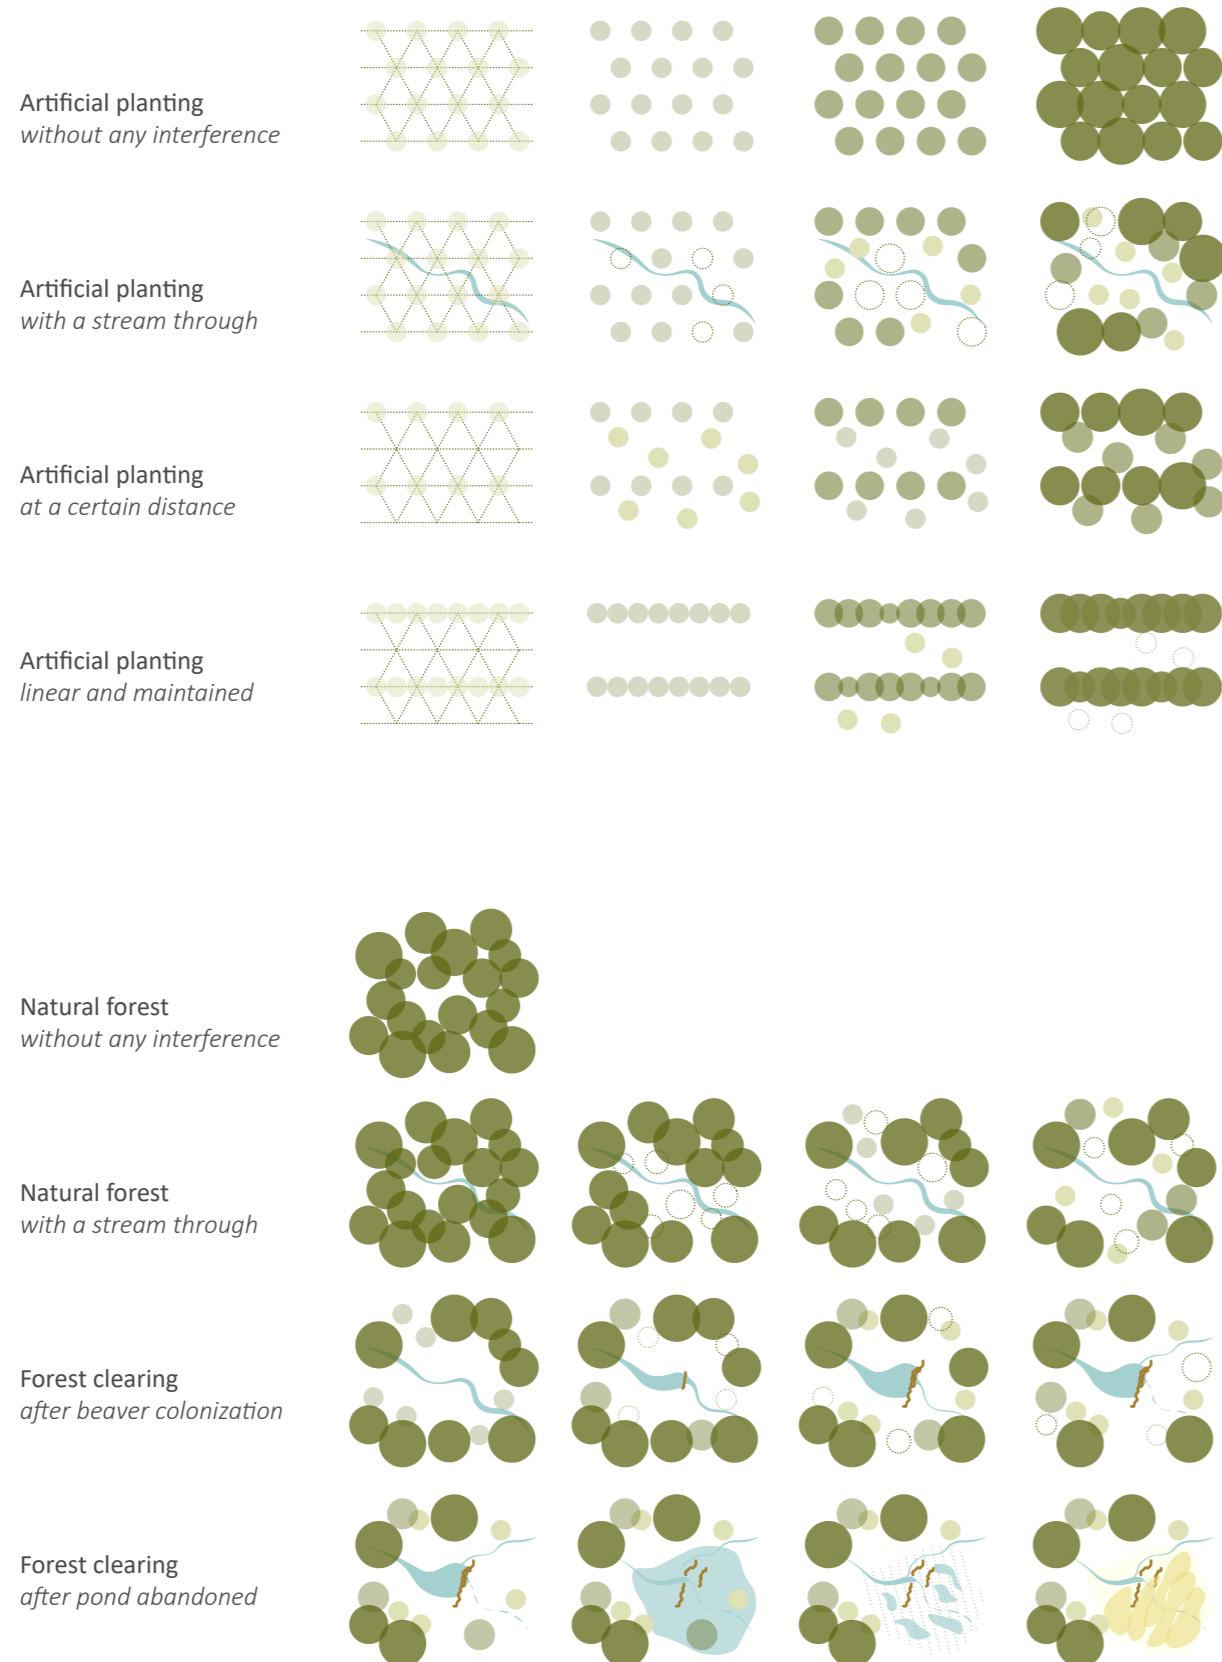 Artificial planting
without any interference
Artificial planting
with a stream through
Artificial planting
at a certain distance
Artificial planting
linear and maintained
Natural forest
without any interference
Natural forest
with a stream through
Forest clearing
after beaver colonization
Forest clearing
after pond abandoned